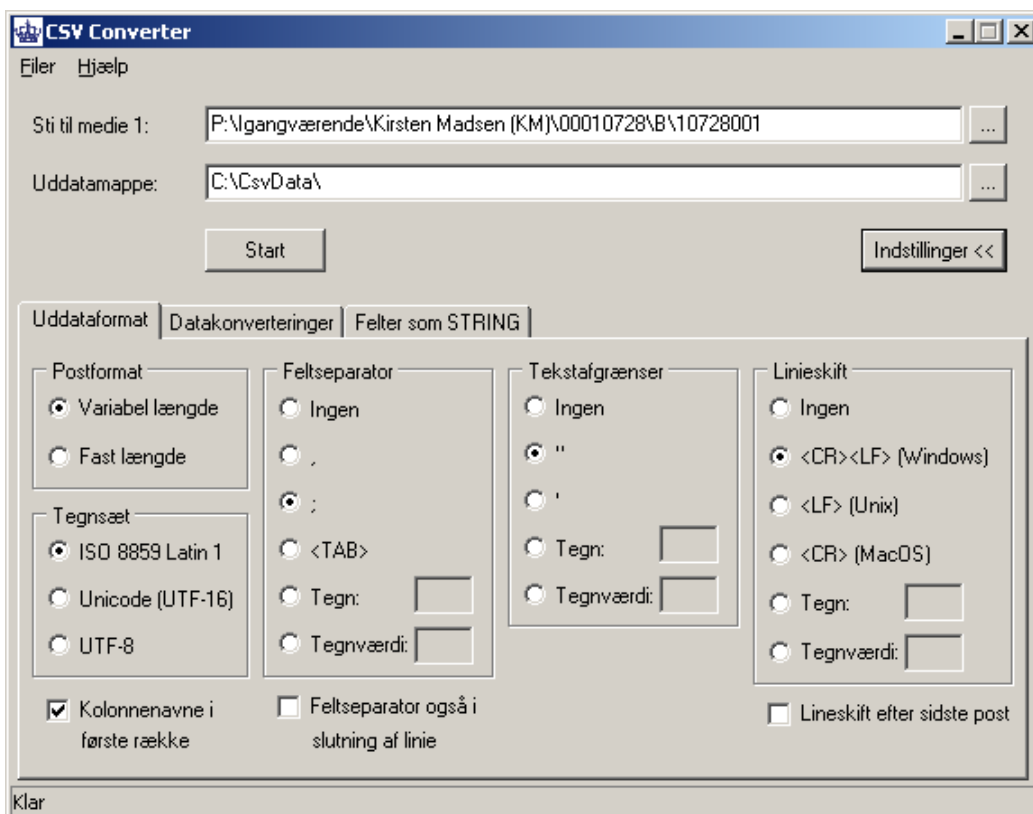 CSV Converter
Filer Hjælp
Sti til medie 1: P:\Igangværende\Kirsten Madsen (KM)\00010728\B\10728001 ...
Uddatamappe: C:\CsvData\ ...
Start Indstillinger <<
Uddataformat Datakonverteringer Felter som STRING
Postformat
Variabel længde
Fast længde
Tegnsæt
ISO 8859 Latin 1
Unicode (UTF-16)
UTF-8
Kolonnenavne i
første række
Feltseparator
Ingen
,
;
<TAB>
Tegn:
Tegnværdi:
Feltseparator også i
slutning af linie
Tekstafgrænser
Ingen
"
'
Tegn:
Tegnværdi:
Linieskift
Ingen
<CR><LF> (Windows)
<LF> (Unix)
<CR> (MacOS)
Tegn:
Tegnværdi:
Lineskift efter sidste post
Klar